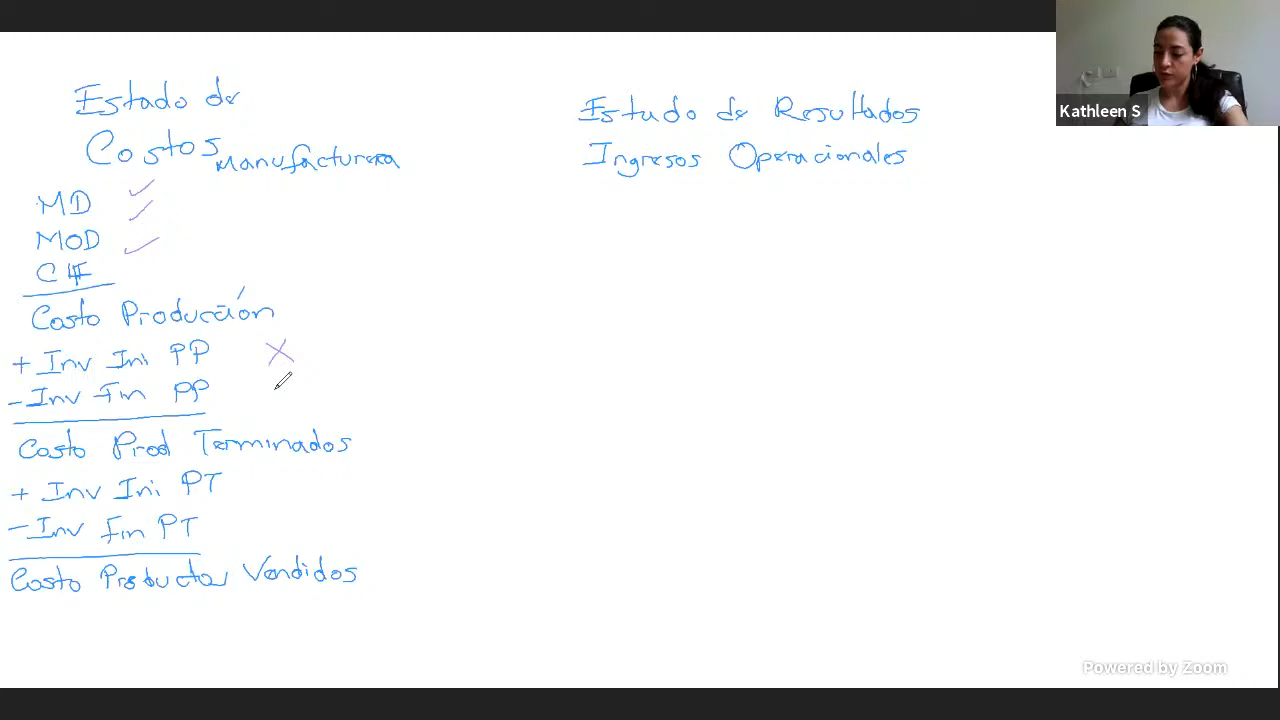 Estado de
Costos Manufacturera
MD
MOD
CIF
Costo Producción
+ Inv Ini PP
- Inv Fin PP
Costo Prod Terminados
+ Inv Ini PT
- Inv Fin PT
Costo Productos Vendidos
Estado de Resultados
Ingresos Operacionales
Kathleen S
Powered by Zoom